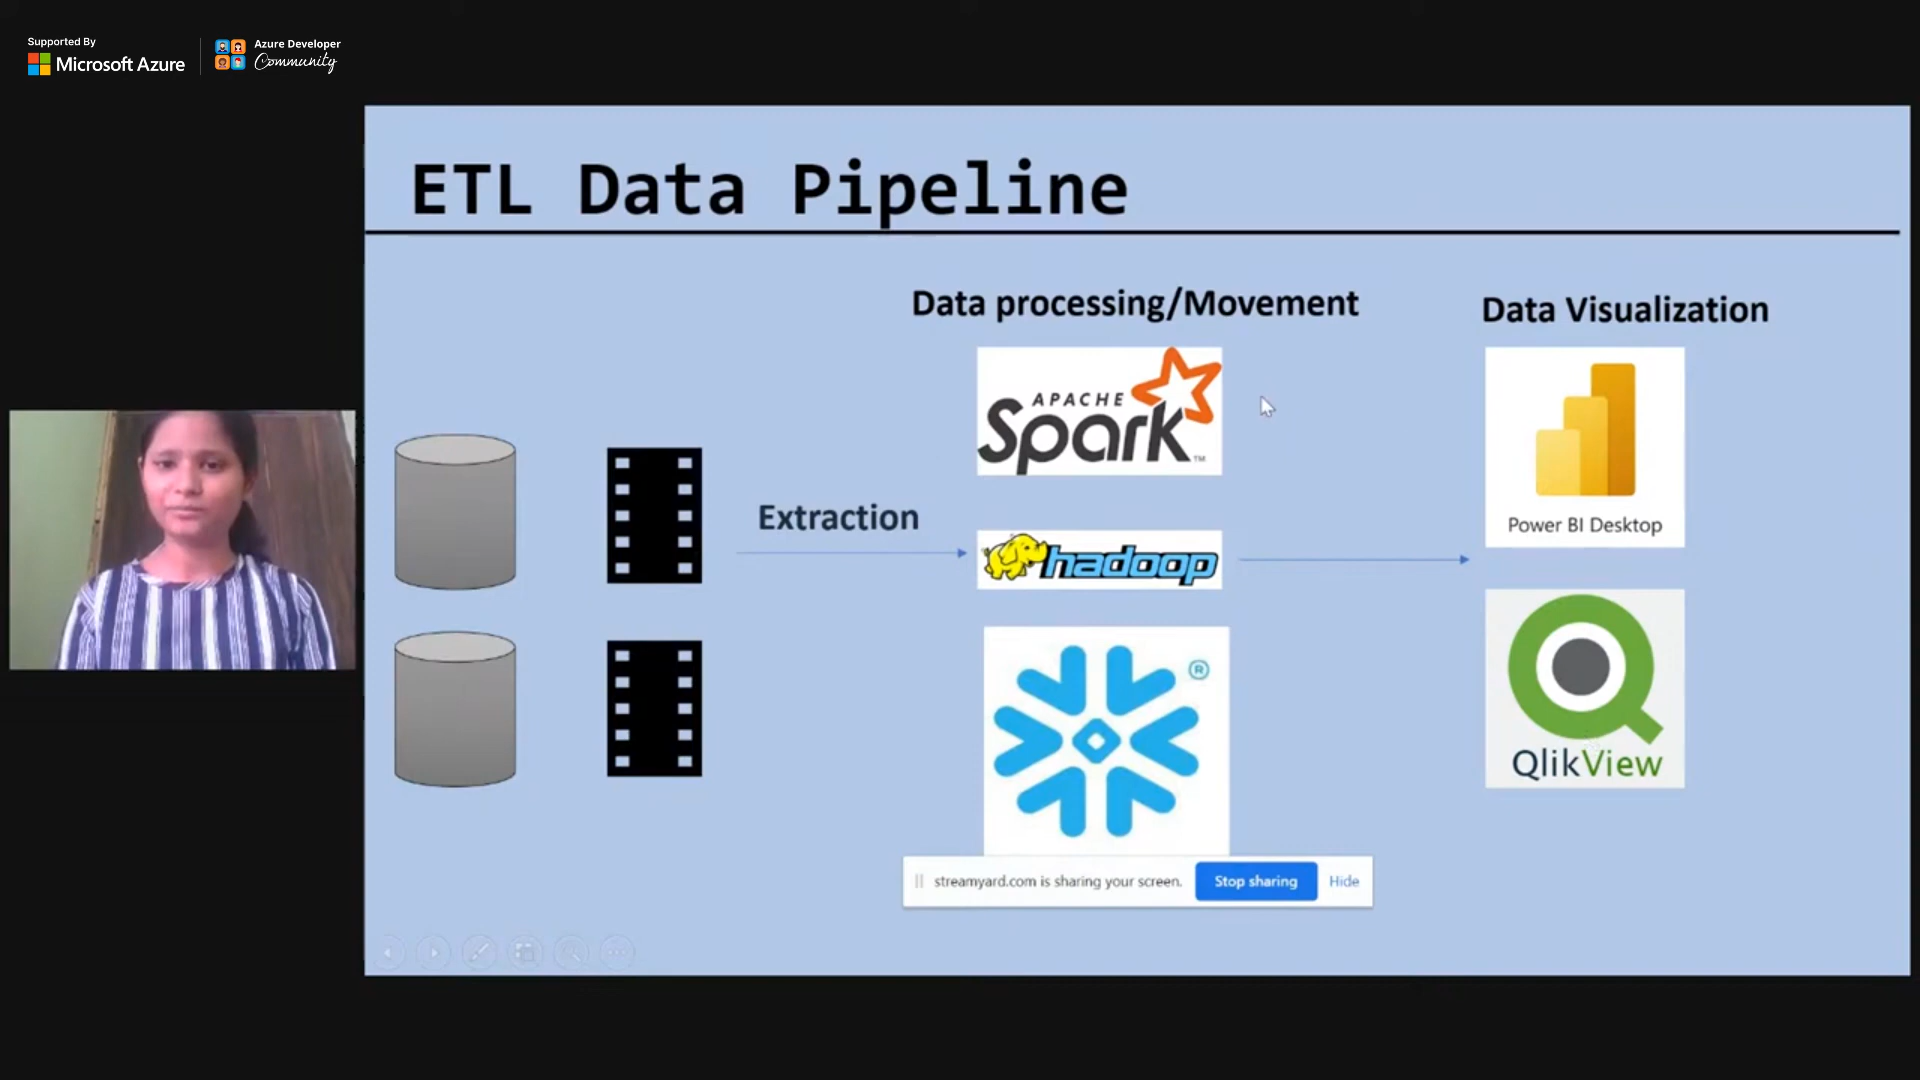 Supported By
Microsoft Azure
Azure Developer
Community
ETL Data Pipeline
Data processing/Movement
Data Visualization
APACHE
Spark™
Power BI Desktop
Extraction
hadoop
®
QlikView
streamyard.com is sharing your screen.
Stop sharing
Hide